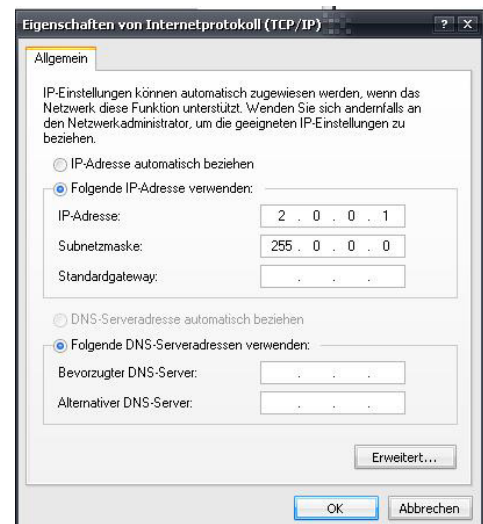 Eigenschaften von Internetprotokoll (TCP/IP)
Allgemein
IP-Einstellungen können automatisch zugewiesen werden, wenn das
Netzwerk diese Funktion unterstützt. Wenden Sie sich andernfalls an
den Netzwerkadministrator, um die geeigneten IP-Einstellungen zu
beziehen.
IP-Adresse automatisch beziehen
Folgende IP-Adresse verwenden:
IP-Adresse: 2 . 0 . 0 . 1
Subnetzmaske: 255 . 0 . 0 . 0
Standardgateway: . . .
DNS-Serveradresse automatisch beziehen
Folgende DNS-Serveradressen verwenden:
Bevorzugter DNS-Server: . . .
Alternativer DNS-Server: . . .
Erweitert...
OK Abbrechen